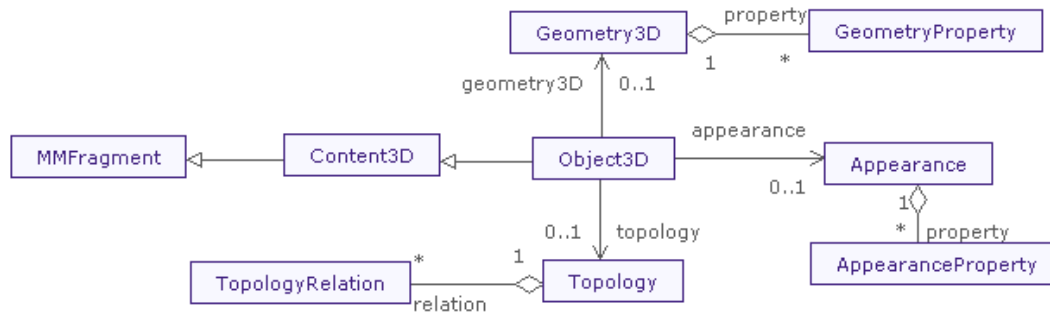 property
Geometry3D
GeometryProperty
1
*
geometry3D
0..1
appearance
MMFragment
Content3D
Object3D
Appearance
0..1
1
0..1
topology
*
property
*
1
TopologyRelation
Topology
AppearanceProperty
relation